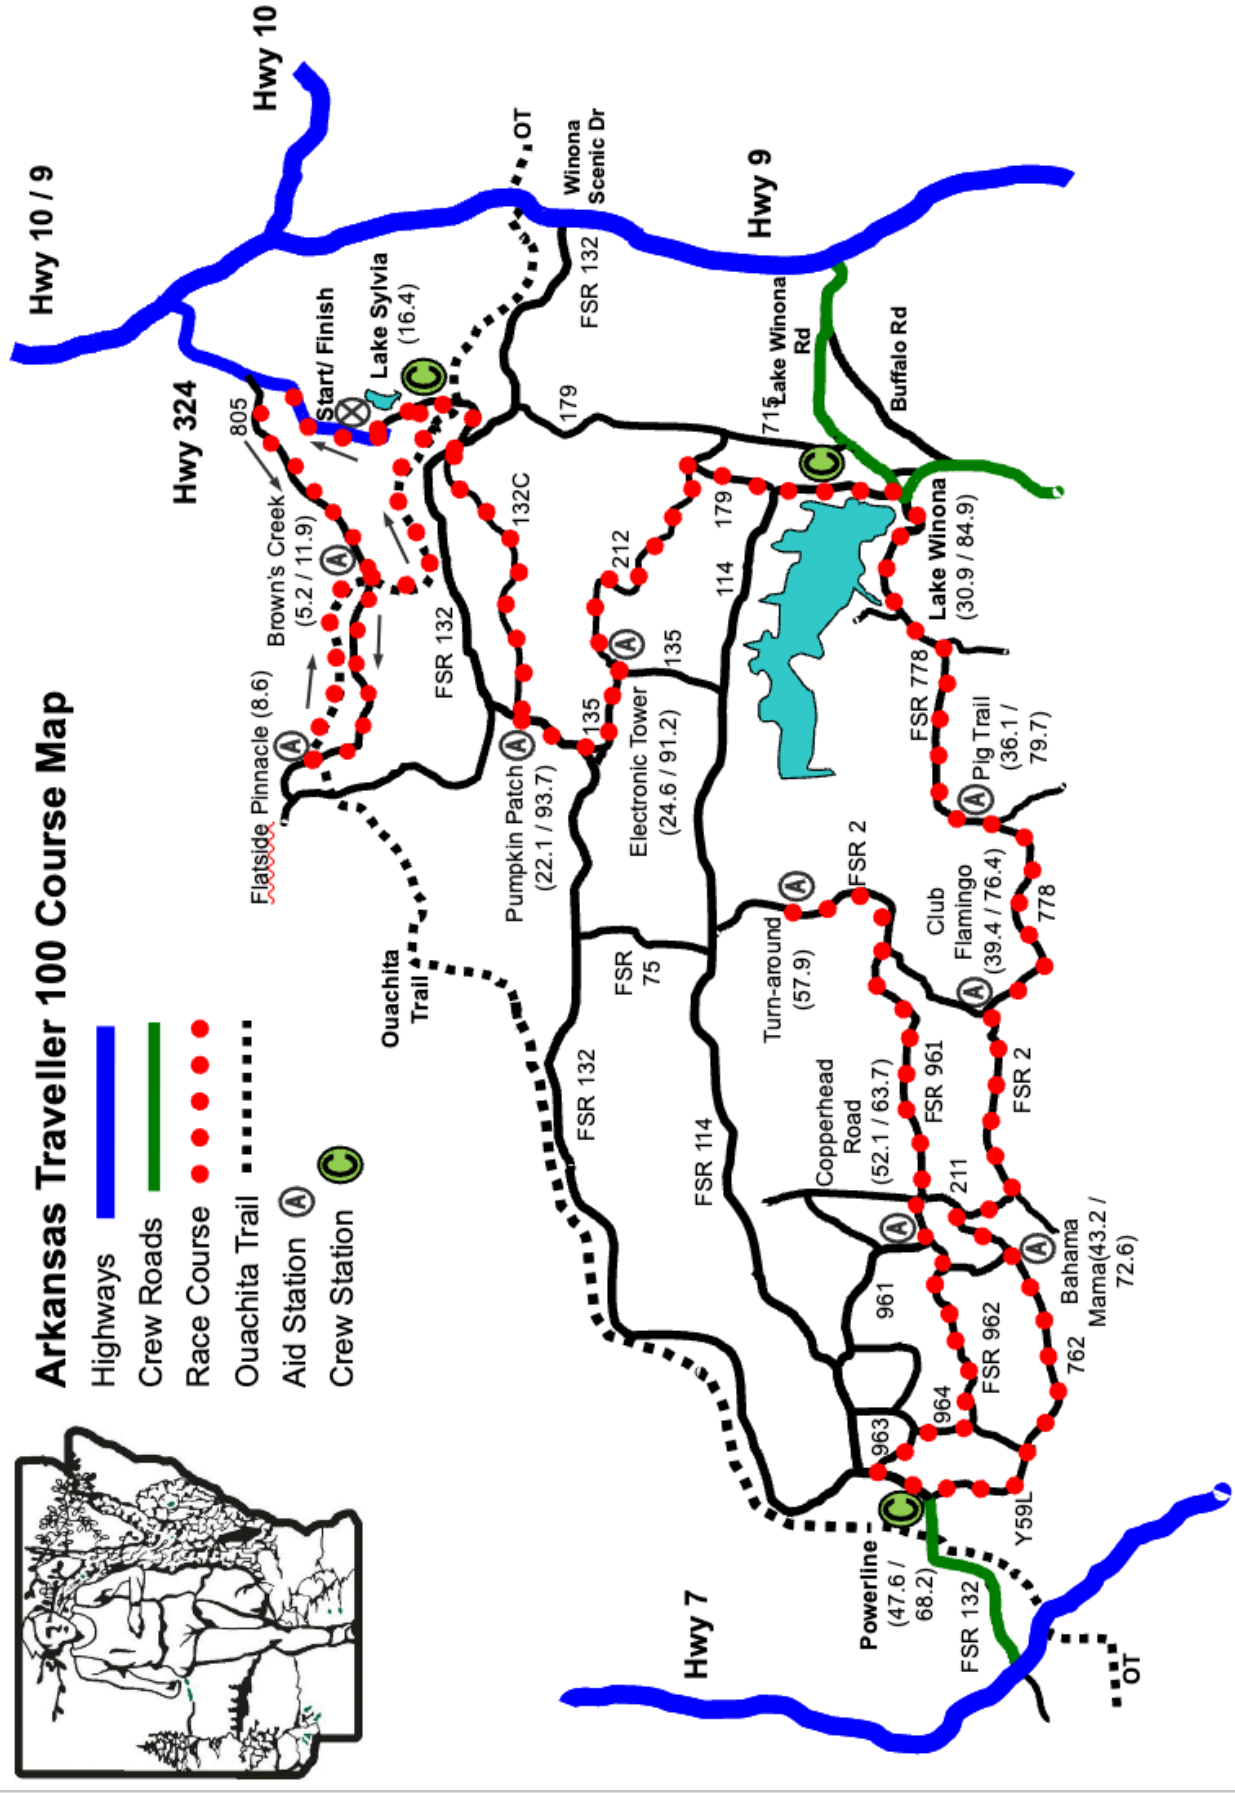 Arkansas Traveller 100 Course Map
Highways
Crew Roads
Race Course
Ouachita Trail
Aid Station A
Crew Station C
Hwy 10 / 9
Hwy 10
Hwy 324
805
Start/ Finish
Lake Sylvia
(16.4)
C
Brown's Creek
(5.2 / 11.9)
A
Flatside Pinnacle (8.6)
A
OT
Winona
Scenic Dr
FSR 132
Hwy 9
179
132C
FSR 132
Pumpkin Patch
(22.1 / 93.7)
A
135
212
Electronic Tower
(24.6 / 91.2)
A
135
179
114
715
Lake Winona
Rd
Buffalo Rd
C
Lake Winona
(30.9 / 84.9)
FSR 778
Pig Trail
(36.1 /
79.7)
A
778
Club
Flamingo
(39.4 / 76.4)
A
FSR 2
Turn-around
(57.9)
A
FSR 2
Ouachita
Trail
FSR
75
FSR 132
FSR 114
Copperhead
Road
(52.1 / 63.7)
A
FSR 961
211
Bahama
Mama(43.2 /
72.6)
A
961
FSR 962
762
964
963
Y59L
C
Powerline
(47.6 /
68.2)
FSR 132
Hwy 7
OT